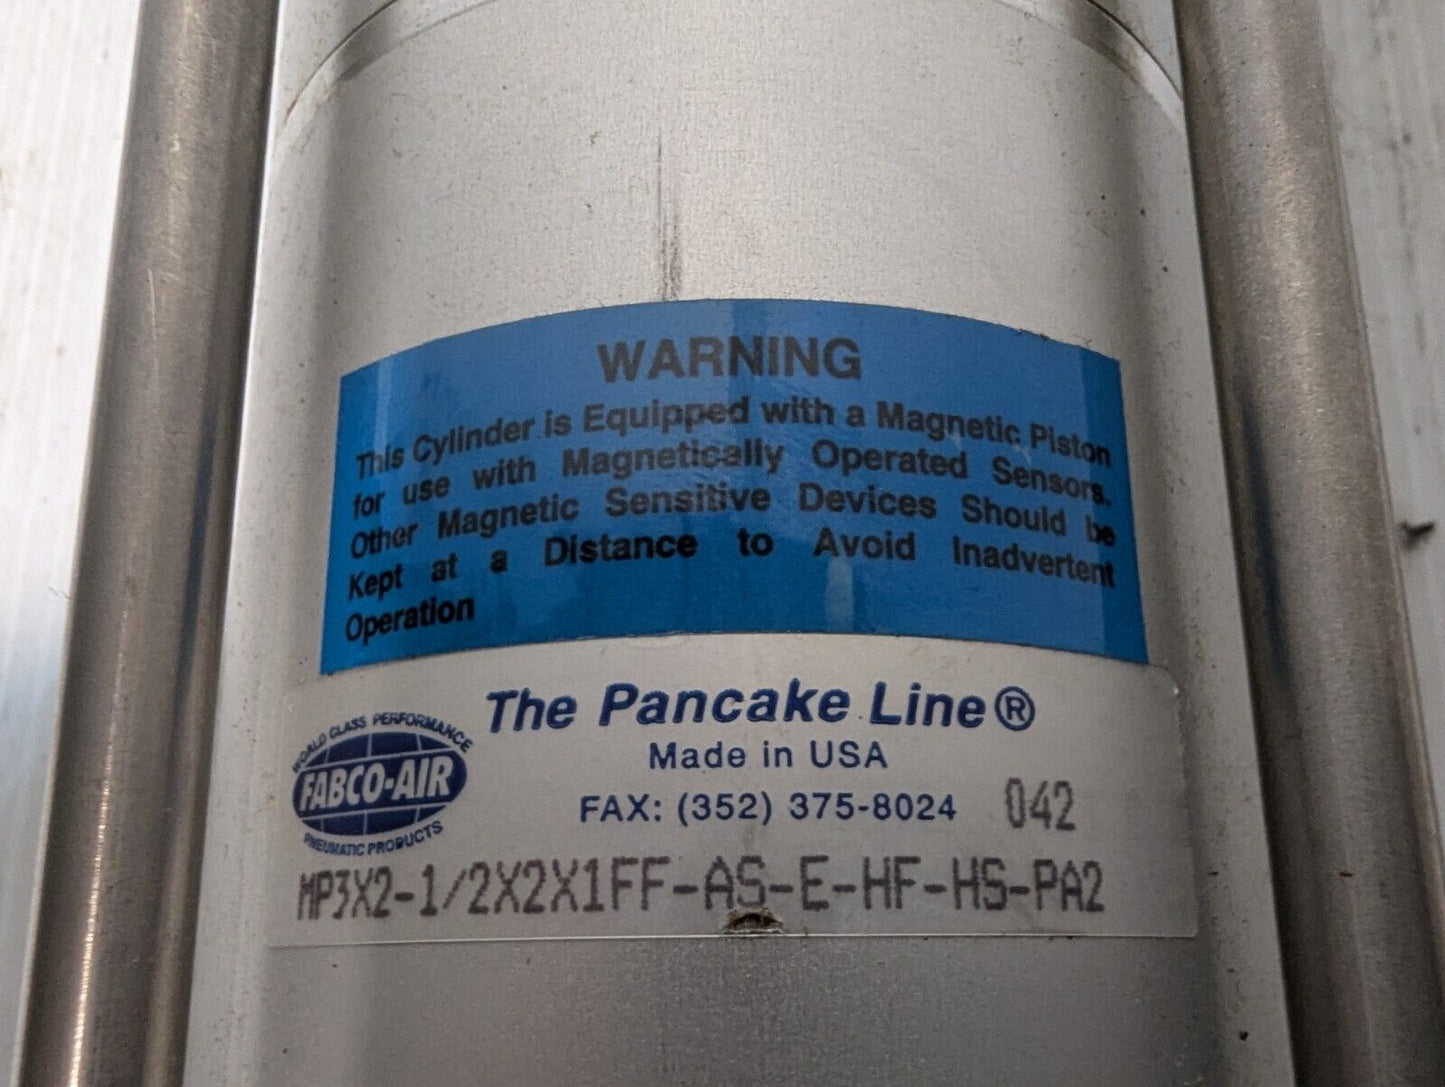 WARNING
This Cylinder is Equipped with a Magnetic Piston
for use with Magnetically Operated Sensors.
Other Magnetic Sensitive Devices Should be
Kept at a Distance to Avoid Inadvertent
Operation
The Pancake Line®
Made in USA
FAX: (352) 375-8024 042
WORLD CLASS PERFORMANCE
FABCO-AIR
PNEUMATIC PRODUCTS
MP3X2-1/2X2X1FF-AS-E-HF-HS-PA2